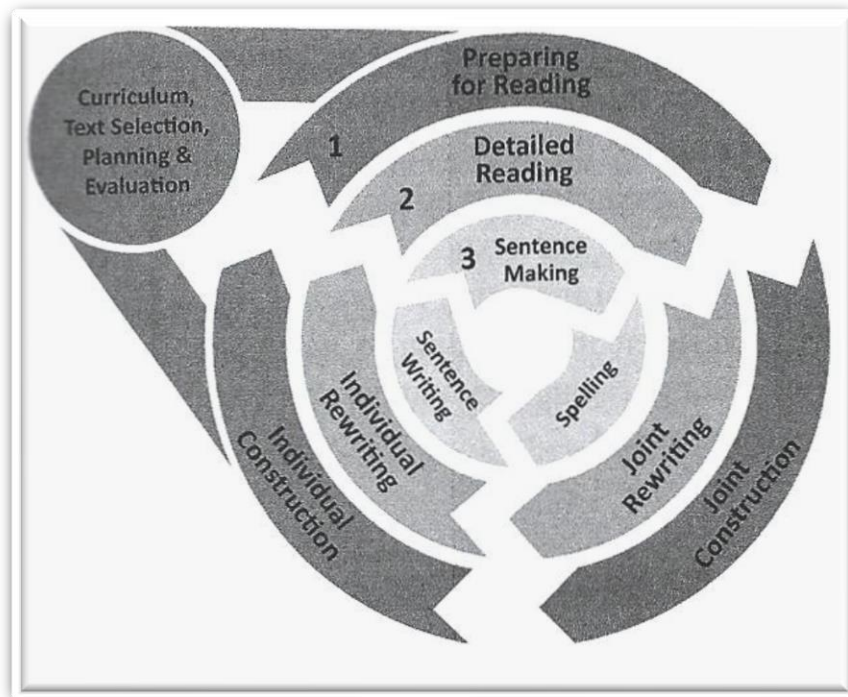 Curriculum,
Text Selection,
Planning &
Evaluation
Preparing
for Reading
1
Detailed
Reading
2
Sentence
Making
3
Spelling
Sentence
Writing
Joint
Rewriting
Individual
Rewriting
Joint
Construction
Individual
Construction